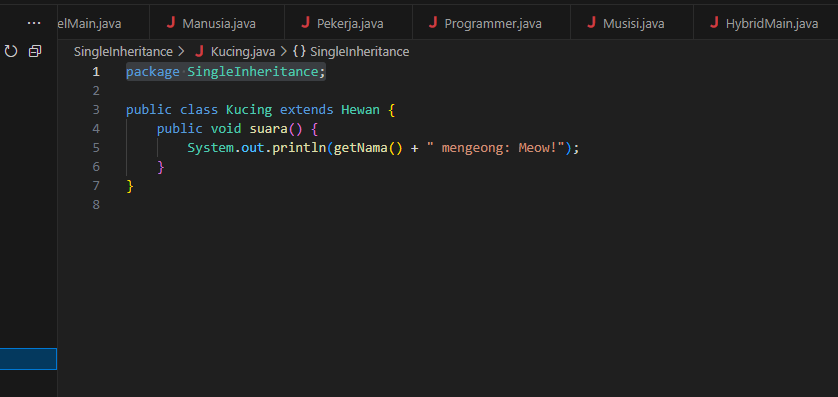 ... elMain.java J Manusia.java J Pekerja.java J Programmer.java J Musisi.java J HybridMain.java
SingleInheritance > J Kucing.java > {} SingleInheritance
1 package SingleInheritance;
2
3 public class Kucing extends Hewan {
4 public void suara() {
5 System.out.println(getNama() + " mengeong: Meow!");
6 }
7 }
8